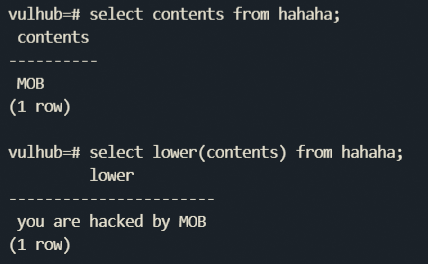 vulhub=# select contents from hahaha;
contents
----------
MOB
(1 row)
vulhub=# select lower(contents) from hahaha;
lower
-----------------------
you are hacked by MOB
(1 row)